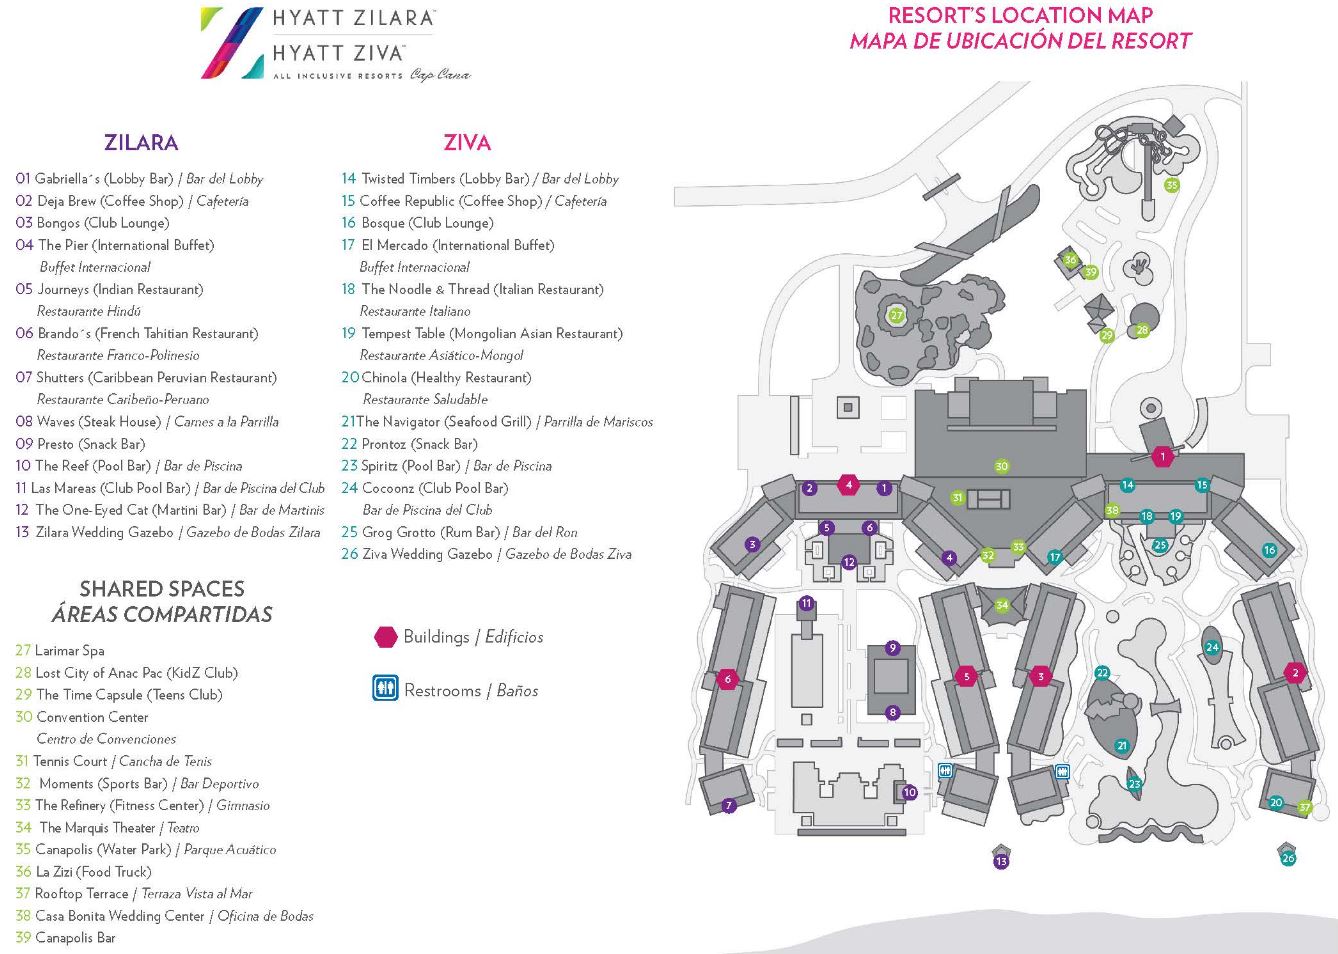 HYATT ZILARA™
HYATT ZIVA™
ALL INCLUSIVE RESORTS Cap Cana
RESORT'S LOCATION MAP
MAPA DE UBICACIÓN DEL RESORT
ZILARA
01 Gabriella´s (Lobby Bar) / Bar del Lobby
02 Deja Brew (Coffee Shop) / Cafetería
03 Bongos (Club Lounge)
04 The Pier (International Buffet)
Buffet Internacional
05 Journeys (Indian Restaurant)
Restaurante Hindú
06 Brando´s (French Tahitian Restaurant)
Restaurante Franco-Polinesio
07 Shutters (Caribbean Peruvian Restaurant)
Restaurante Caribeño-Peruano
08 Waves (Steak House) / Carnes a la Parrilla
09 Presto (Snack Bar)
10 The Reef (Pool Bar) / Bar de Piscina
11 Las Mareas (Club Pool Bar) / Bar de Piscina del Club
12 The One-Eyed Cat (Martini Bar) / Bar de Martinis
13 Zilara Wedding Gazebo / Gazebo de Bodas Zilara
ZIVA
14 Twisted Timbers (Lobby Bar) / Bar del Lobby
15 Coffee Republic (Coffee Shop) / Cafetería
16 Bosque (Club Lounge)
17 El Mercado (International Buffet)
Buffet Internacional
18 The Noodle & Thread (Italian Restaurant)
Restaurante Italiano
19 Tempest Table (Mongolian Asian Restaurant)
Restaurante Asiático-Mongol
20 Chinola (Healthy Restaurant)
Restaurante Saludable
21The Navigator (Seafood Grill) / Parrilla de Mariscos
22 Prontoz (Snack Bar)
23 Spiritz (Pool Bar) / Bar de Piscina
24 Cocoonz (Club Pool Bar)
Bar de Piscina del Club
25 Grog Grotto (Rum Bar) / Bar del Ron
26 Ziva Wedding Gazebo / Gazebo de Bodas Ziva
SHARED SPACES
ÁREAS COMPARTIDAS
27 Larimar Spa
28 Lost City of Anac Pac (KidZ Club)
29 The Time Capsule (Teens Club)
30 Convention Center
Centro de Convenciones
31 Tennis Court / Cancha de Tenis
32 Moments (Sports Bar) / Bar Deportivo
33 The Refinery (Fitness Center) / Gimnasio
34 The Marquis Theater / Teatro
35 Canapolis (Water Park) / Parque Acuático
36 La Zizi (Food Truck)
37 Rooftop Terrace / Terraza Vista al Mar
38 Casa Bonita Wedding Center / Oficina de Bodas
39 Canapolis Bar
Buildings / Edificios
Restrooms / Baños
35
36
39
27
28
29
1
30
2
4
1
31
14
15
38
18
19
5
6
3
4
12
32
33
17
25
16
11
34
9
24
6
5
3
22
2
8
21
23
10
7
20
37
13
26